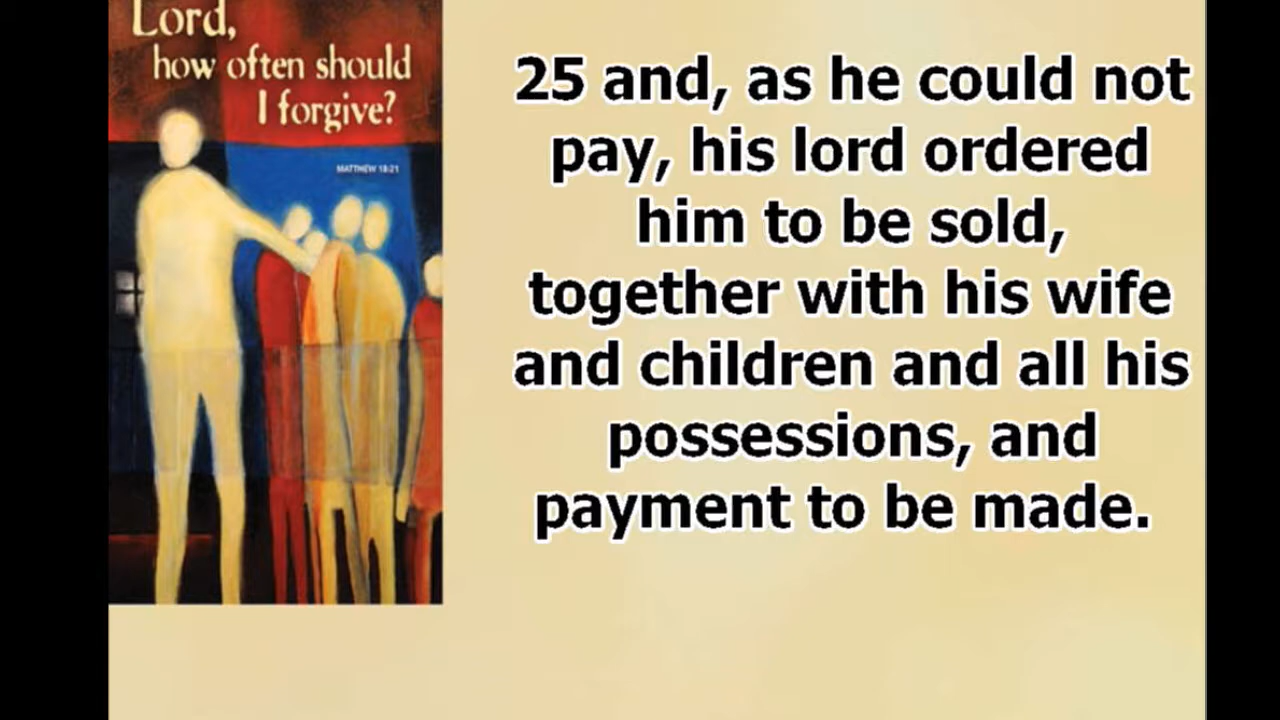 Lord,
how often should
I forgive?
MATTHEW 18:21
25 and, as he could not
pay, his lord ordered
him to be sold,
together with his wife
and children and all his
possessions, and
payment to be made.